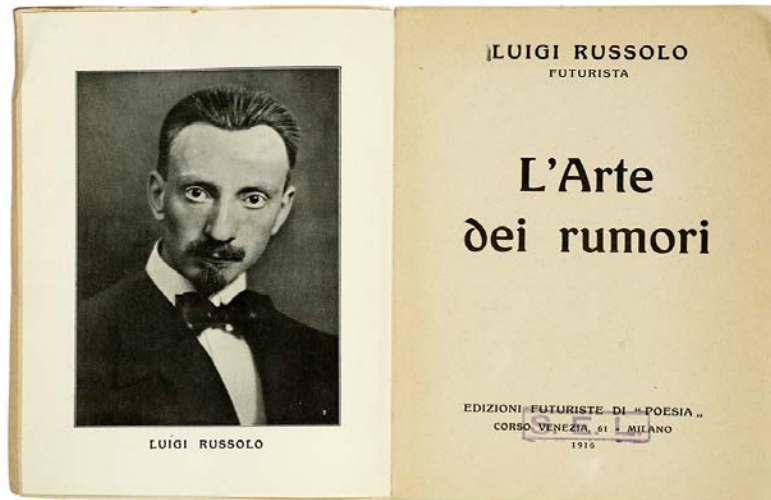 LUIGI RUSSOLO
LUIGI RUSSOLO
FUTURISTA
L'Arte
dei rumori
EDIZIONI FUTURISTE DI "POESIA„
CORSO VENEZIA, 61 - MILANO
S. E. L.
1916